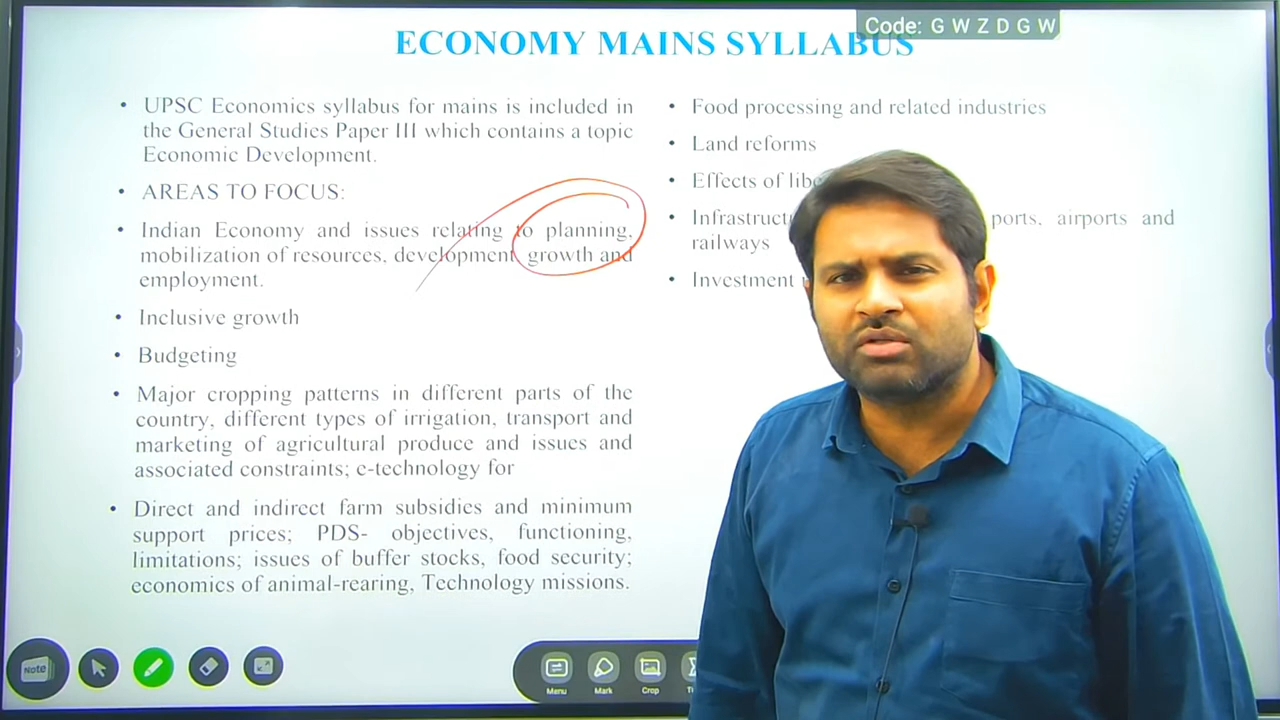 Code: G W Z D G W
ECONOMY MAINS SYLLABUS
• UPSC Economics syllabus for mains is included in
the General Studies Paper III which contains a topic
Economic Development.
• AREAS TO FOCUS:
• Indian Economy and issues relating to planning,
mobilization of resources, development, growth and
employment.
• Inclusive growth
• Budgeting
• Major cropping patterns in different parts of the
country, different types of irrigation, transport and
marketing of agricultural produce and issues and
associated constraints; e-technology for
• Direct and indirect farm subsidies and minimum
support prices; PDS- objectives, functioning,
limitations; issues of buffer stocks, food security;
economics of animal-rearing, Technology missions.
• Food processing and related industries
• Land reforms
• Effects of
• ports, airports and
railways
• Investment
Note
Menu
Mark
Crop